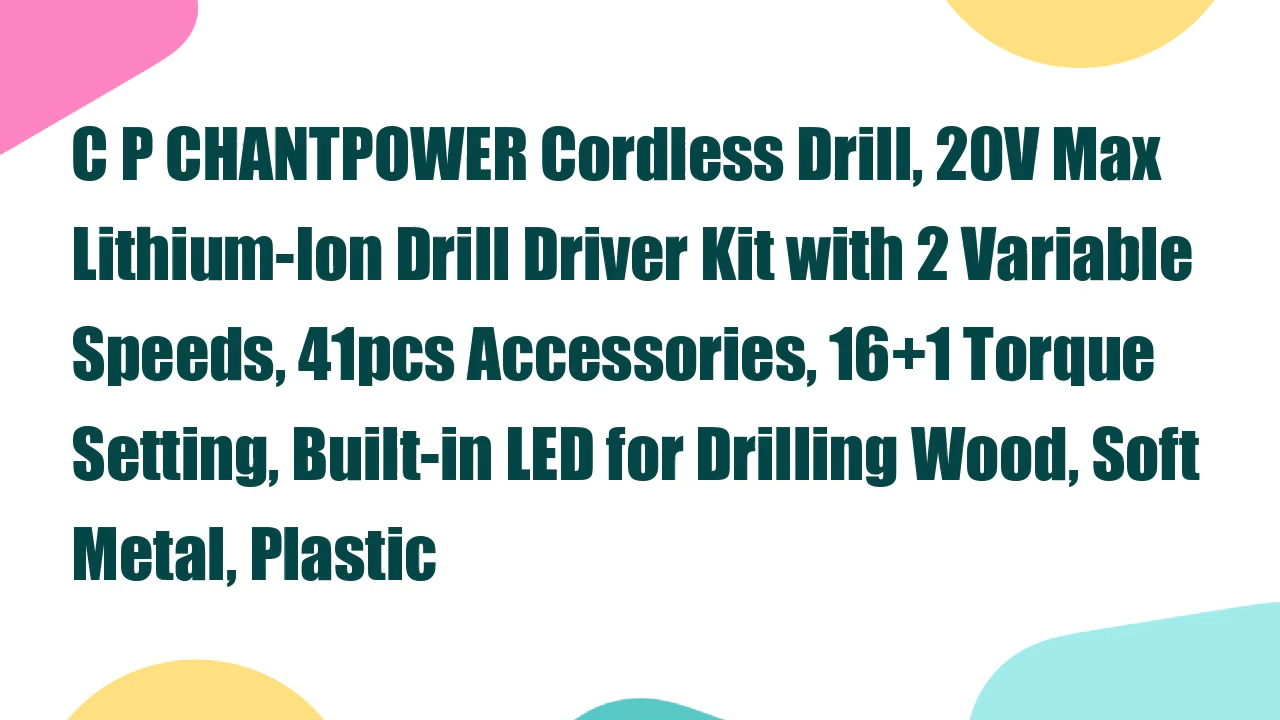 C P CHANTPOWER Cordless Drill, 20V Max
Lithium-Ion Drill Driver Kit with 2 Variable
Speeds, 41pcs Accessories, 16+1 Torque
Setting, Built-in LED for Drilling Wood, Soft
Metal, Plastic